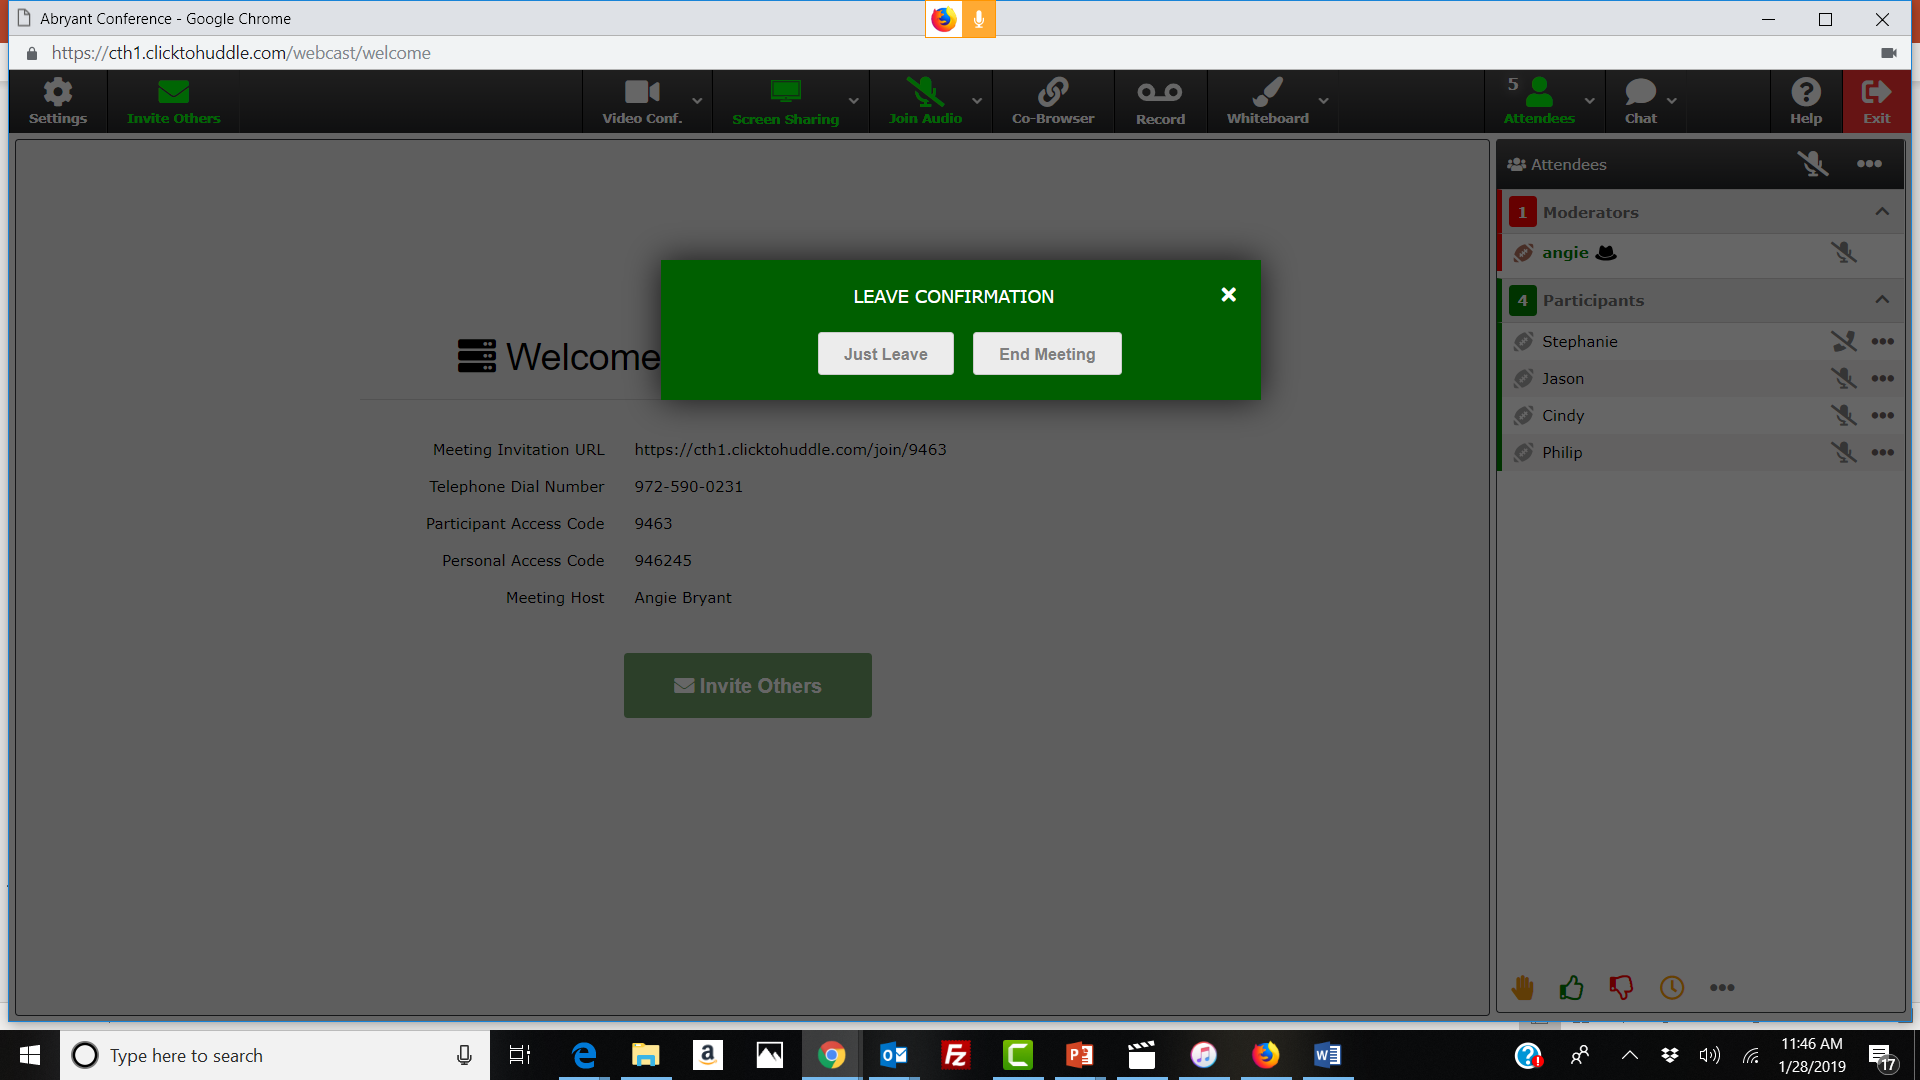 Abryant Conference - Google Chrome
https://cth1.clicktohuddle.com/webcast/welcome
Settings
Invite Others
Video Conf.
Screen Sharing
Join Audio
Co-Browser
Record
Whiteboard
5
Attendees
Chat
Help
Exit
Attendees
1 Moderators
angie
4 Participants
Stephanie
Jason
Cindy
Philip
LEAVE CONFIRMATION
Just Leave
End Meeting
Welcome
Meeting Invitation URL https://cth1.clicktohuddle.com/join/9463
Telephone Dial Number 972-590-0231
Participant Access Code 9463
Personal Access Code 946245
Meeting Host Angie Bryant
Invite Others
Type here to search
11:46 AM
1/28/2019
17